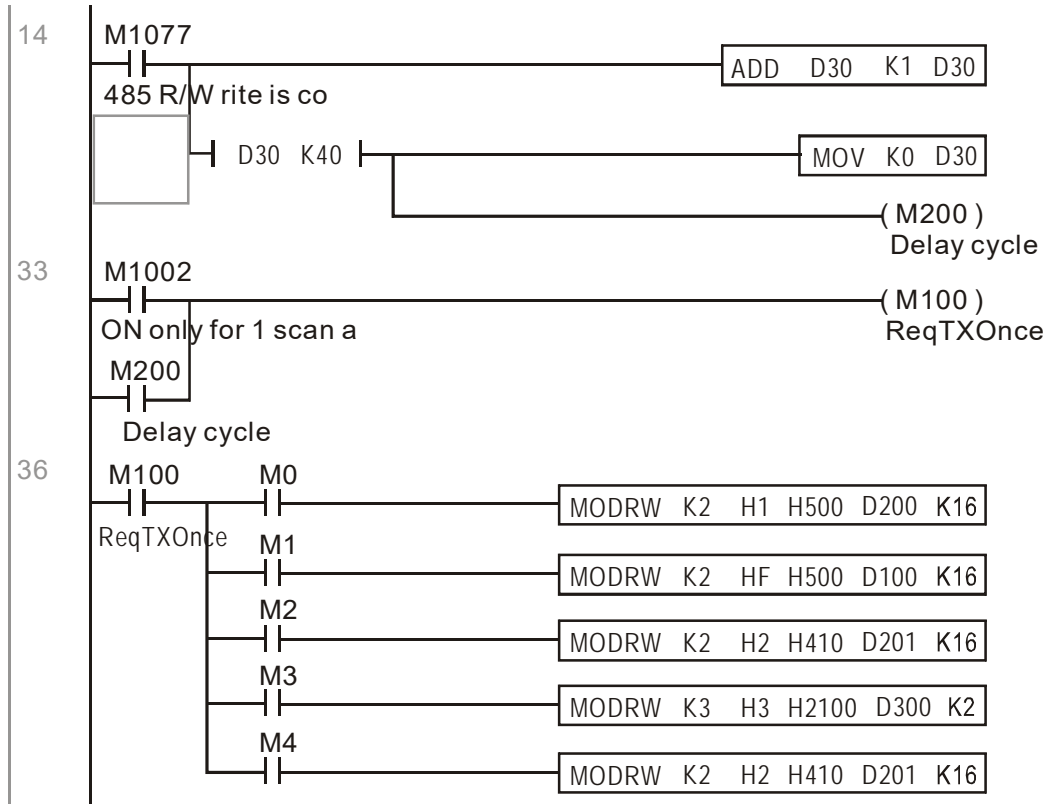 14
M1077
ADD D30 K1 D30
485 R/W rite is co
D30 K40
MOV K0 D30
( M200 )
Delay cycle
33
M1002
( M100 )
ON only for 1 scan a
ReqTXOnce
M200
Delay cycle
36
M100
M0
MODRW K2 H1 H500 D200 K16
ReqTXOnce
M1
MODRW K2 HF H500 D100 K16
M2
MODRW K2 H2 H410 D201 K16
M3
MODRW K3 H3 H2100 D300 K2
M4
MODRW K2 H2 H410 D201 K16